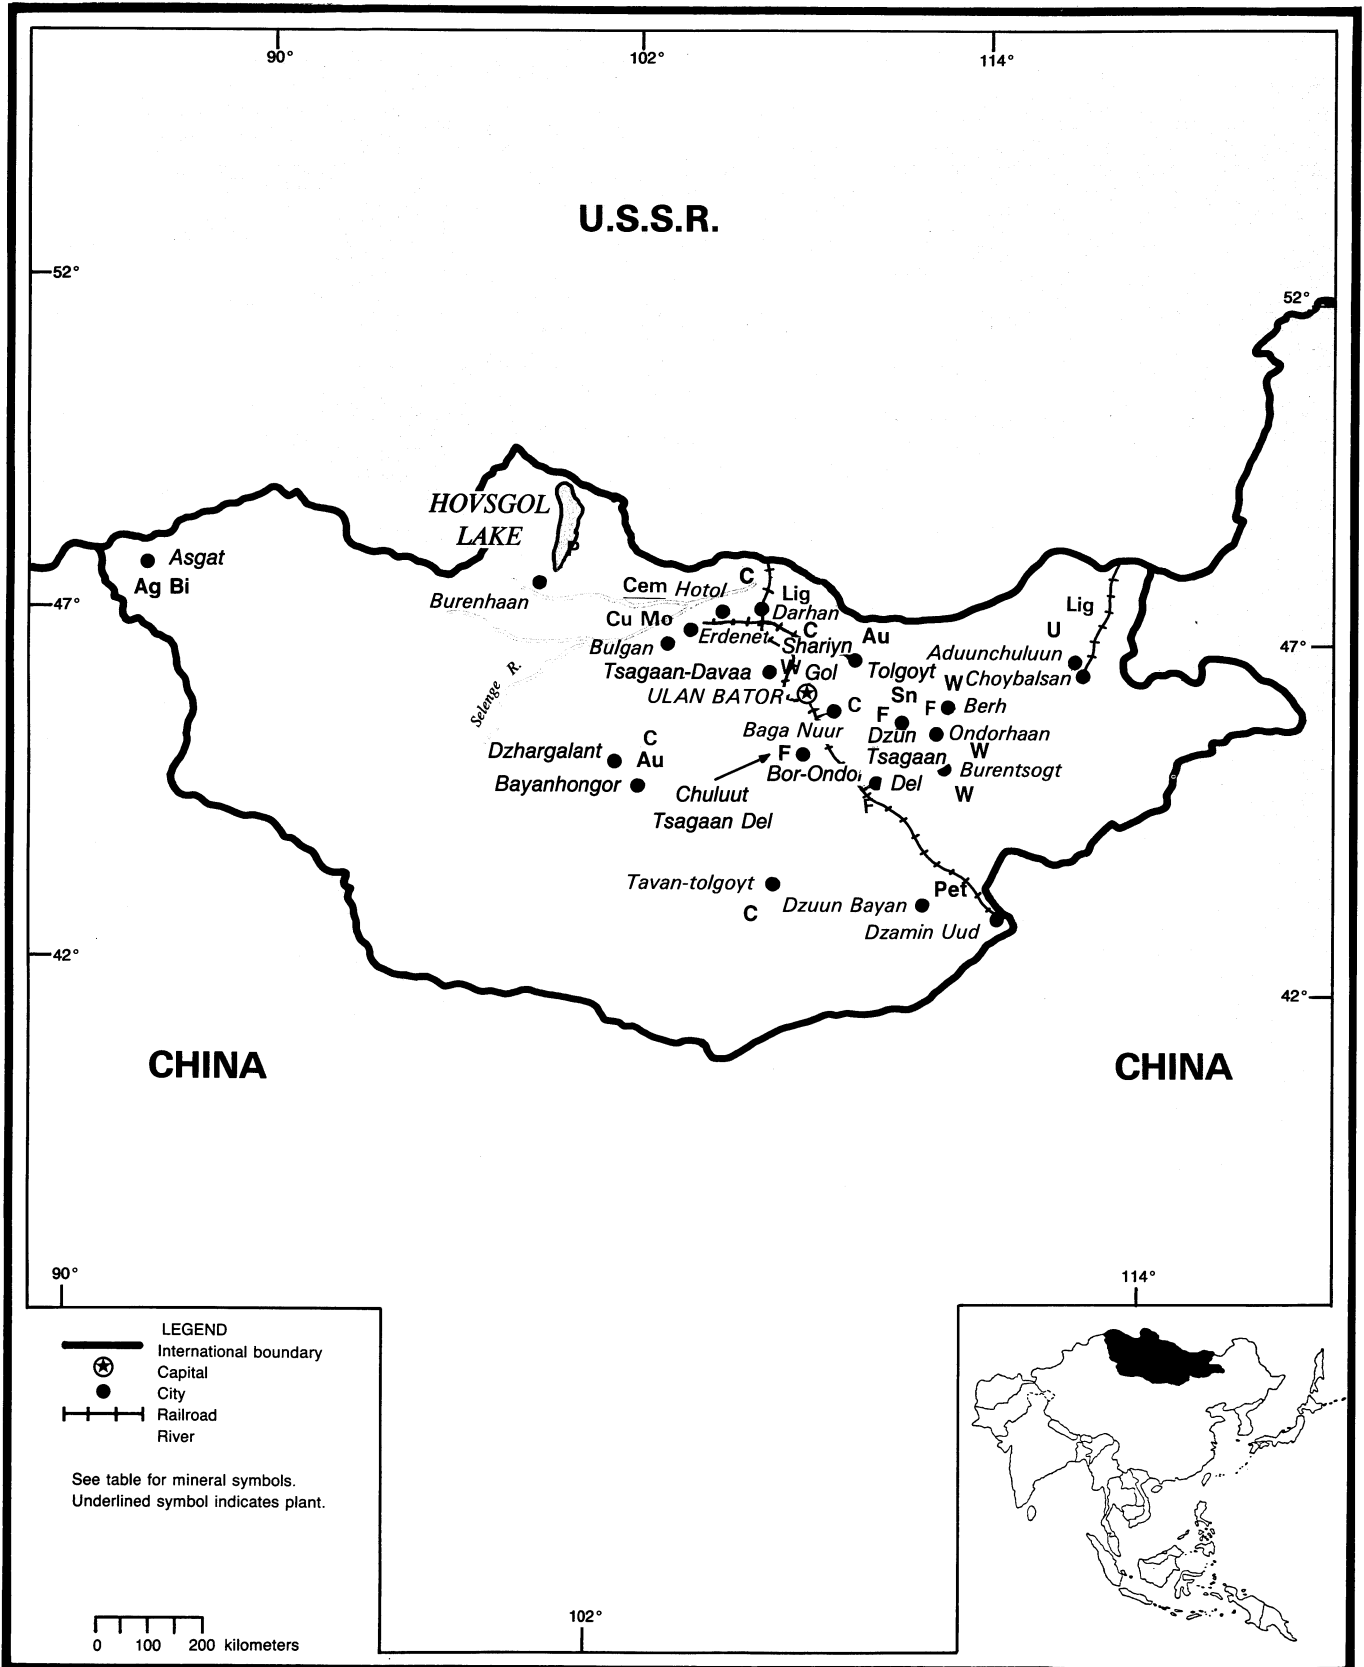 90°
102°
114°
U.S.S.R.
52°
52°
HOVSGOL
LAKE
P
Asgat
Ag Bi
Burenhaan
47°
Cem Hotol
C
Lig
Darhan
Cu Mo
Erdenet
C
Shariyn
Gol
Au
Tolgoyt
Bulgan
Tsagaan-Davaa
W
ULAN BATOR
Lig
U
Aduunchuluun
Choybalsan
47°
Selenge R.
W
Sn
F
F
Berh
C
Baga Nuur
Dzun
Tsagaan
Del
Ondorhaan
W
Burentsogt
W
Dzhargalant
C
Au
Bayanhongor
F
Bor-Ondor
Chuluut
Tsagaan Del
F
Tavan-tolgoyt
C
Pet
Dzuun Bayan
Dzamin Uud
42°
42°
CHINA
CHINA
90°
114°
LEGEND
International boundary
Capital
City
Railroad
River
See table for mineral symbols.
Underlined symbol indicates plant.
0 100 200 kilometers
102°